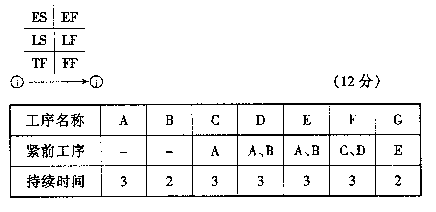 ES EF
LS LF
TF FF
i j
(12分)
工序名称 A B C D E F G
紧前工序 - - A A、B A、B C、D E
持续时间 3 2 3 3 3 3 2